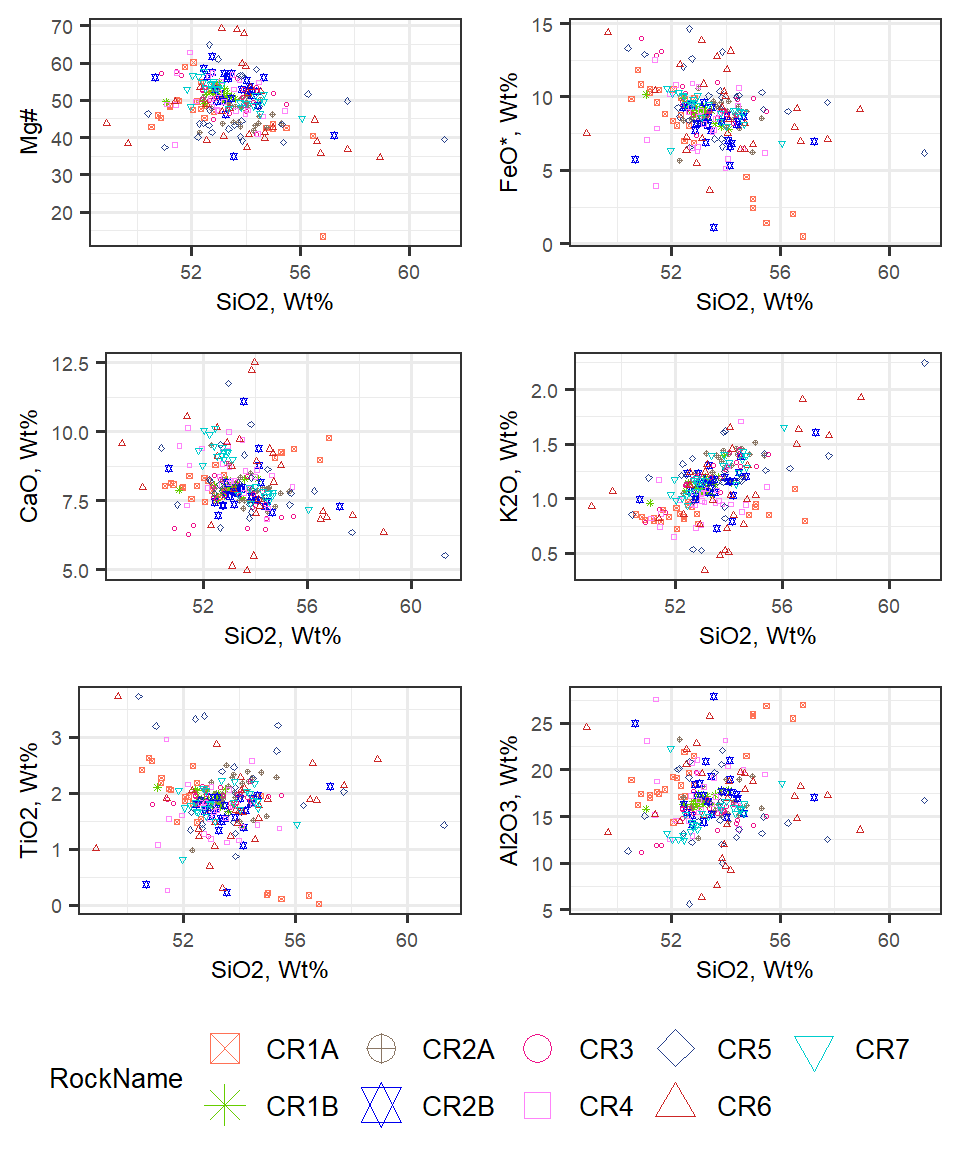 70
60
50
40
30
20
Mg#
52
56
60
SiO2, Wt%
15
10
5
0
FeO*, Wt%
52
56
60
SiO2, Wt%
12.5
10.0
7.5
5.0
CaO, Wt%
52
56
60
SiO2, Wt%
2.0
1.5
1.0
0.5
K2O, Wt%
52
56
60
SiO2, Wt%
3
2
1
0
TiO2, Wt%
52
56
60
SiO2, Wt%
25
20
15
10
5
Al2O3, Wt%
52
56
60
SiO2, Wt%
RockName
CR1A
CR2A
CR3
CR5
CR7
CR1B
CR2B
CR4
CR6